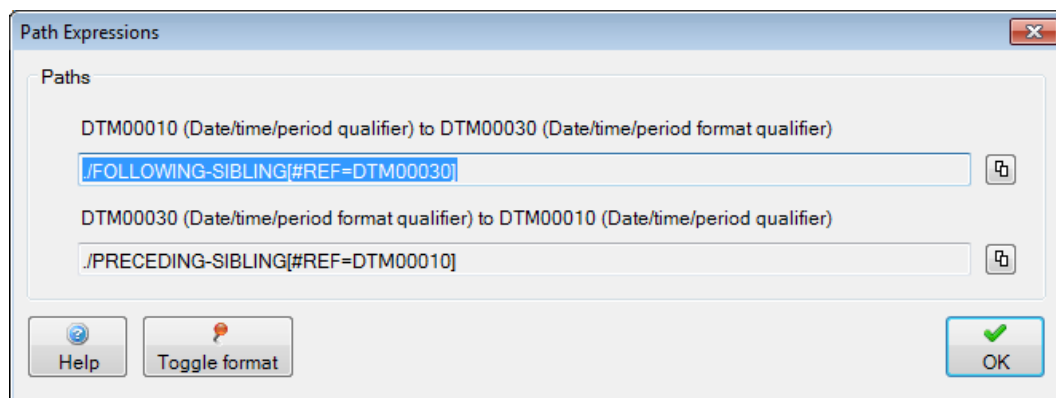 Path Expressions
Paths
DTM00010 (Date/time/period qualifier) to DTM00030 (Date/time/period format qualifier)
./FOLLOWING-SIBLING[#REF=DTM00030]
DTM00030 (Date/time/period format qualifier) to DTM00010 (Date/time/period qualifier)
./PRECEDING-SIBLING[#REF=DTM00010]
Help
Toggle format
OK